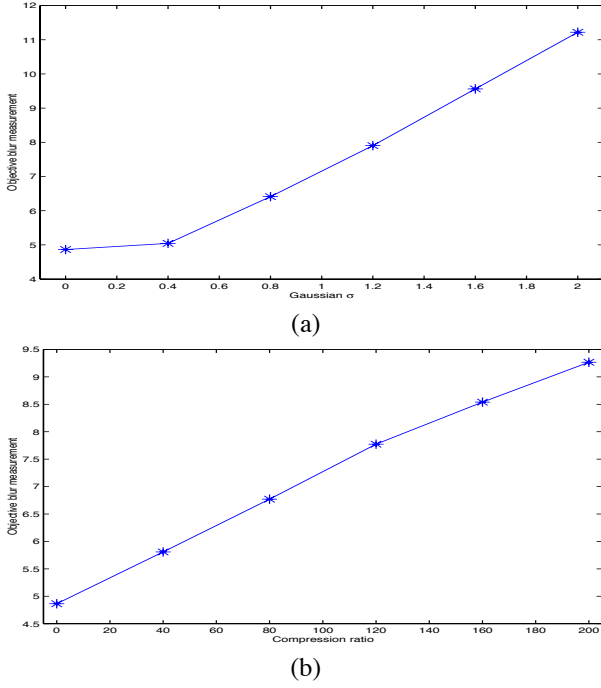 12
11
10
9
8
7
6
5
4
Objective blur measurement
0 0.2 0.4 0.6 0.8 1 1.2 1.4 1.6 1.8 2
Gaussian σ
(a)
9.5
9
8.5
8
7.5
7
6.5
6
5.5
5
4.5
Objective blur measurement
0 20 40 60 80 100 120 140 160 180 200
Compression ratio
(b)